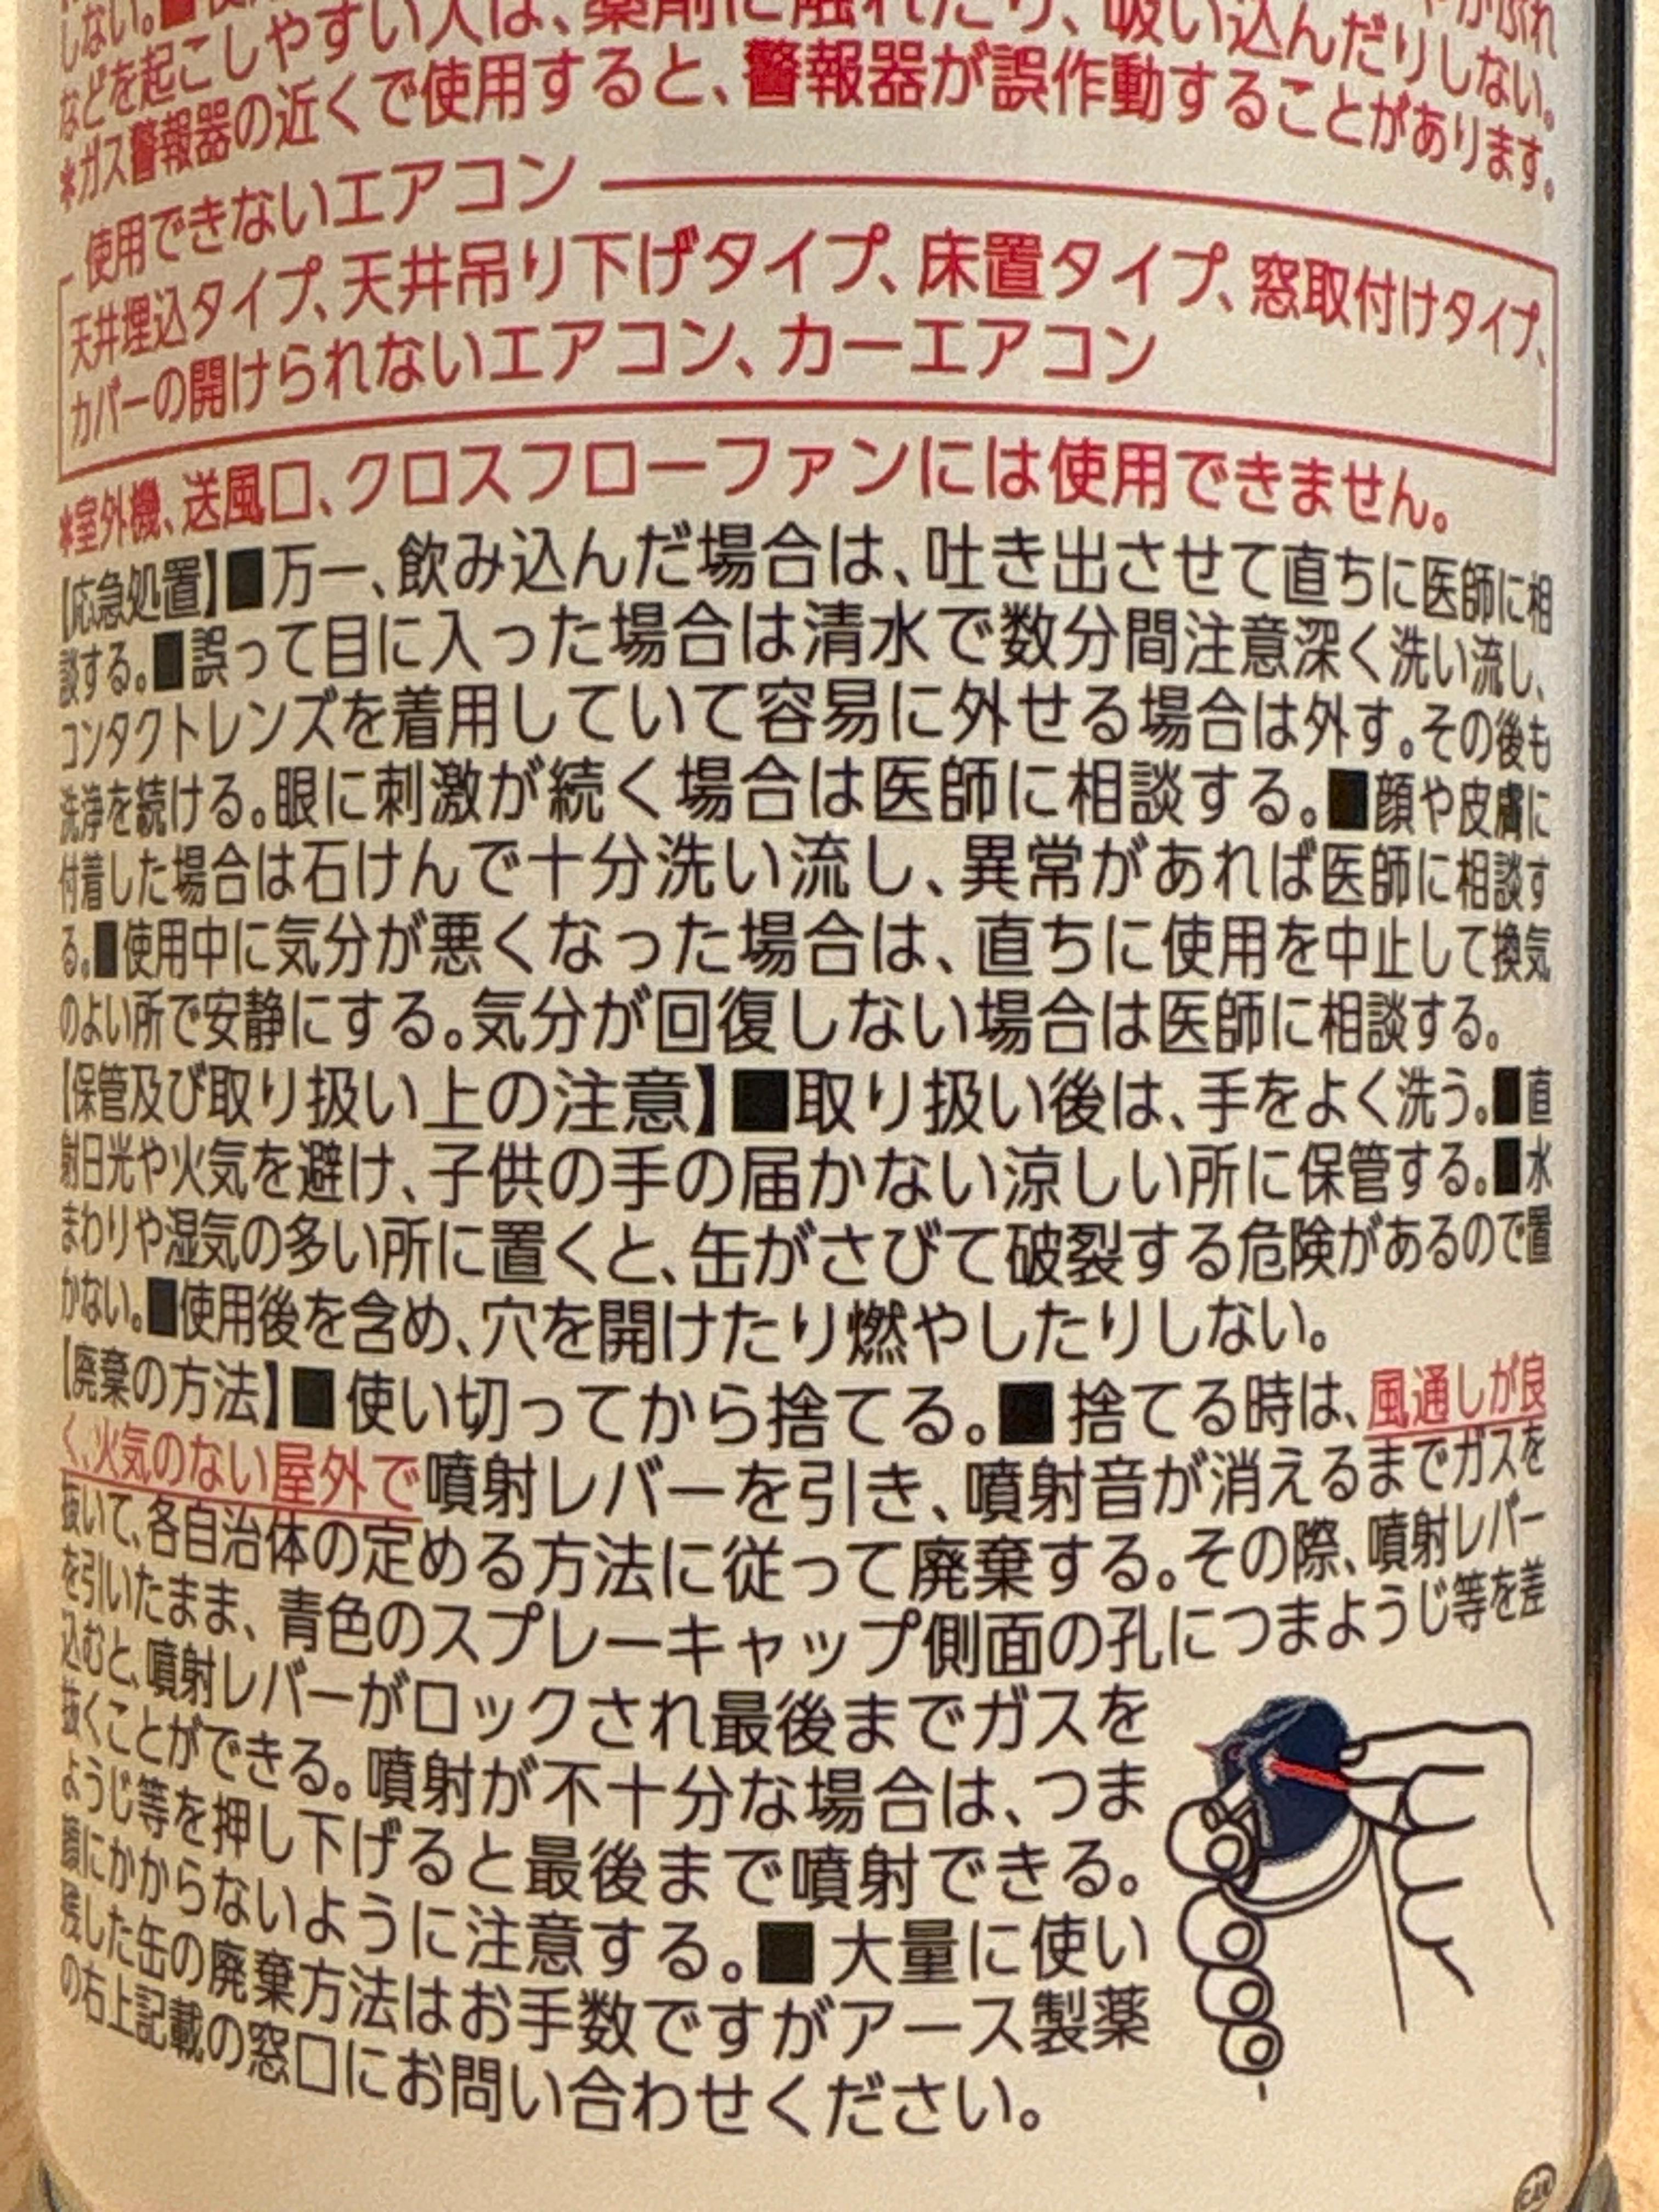 しない。■使
などを起こしやすい人は、薬剤に触れたり、吸い込んだりしない。
*ガス警報器の近くで使用すると、警報器が誤作動することがあります。
使用できないエアコン
天井埋込タイプ、天井吊り下げタイプ、床置タイプ、窓取付けタイプ、
カバーの開けられないエアコン、カーエアコン
*室外機、送風口、クロスフローファンには使用できません。
【応急処置】■万一、飲み込んだ場合は、吐き出させて直ちに医師に相
談する。■誤って目に入った場合は清水で数分間注意深く洗い流し、
コンタクトレンズを着用していて容易に外せる場合は外す。その後も
洗浄を続ける。眼に刺激が続く場合は医師に相談する。■顔や皮膚に
付着した場合は石けんで十分洗い流し、異常があれば医師に相談す
る。■使用中に気分が悪くなった場合は、直ちに使用を中止して換気
のよい所で安静にする。気分が回復しない場合は医師に相談する。
【保管及び取り扱い上の注意】■取り扱い後は、手をよく洗う。■直
射日光や火気を避け、子供の手の届かない涼しい所に保管する。■水
まわりや湿気の多い所に置くと、缶がさびて破裂する危険があるので置
かない。■使用後を含め、穴を開けたり燃やしたりしない。
【廃棄の方法】■使い切ってから捨てる。■捨てる時は、風通しが良
く、火気のない屋外で噴射レバーを引き、噴射音が消えるまでガスを
抜いて、各自治体の定める方法に従って廃棄する。その際、噴射レバー
を引いたまま、青色のスプレーキャップ側面の孔につまようじ等を差
込むと、噴射レバーがロックされ最後までガスを
抜くことができる。噴射が不十分な場合は、つま
ようじ等を押し下げると最後まで噴射できる。
顔にかからないように注意する。■大量に使い
残した缶の廃棄方法はお手数ですがアース製薬
の右上記載の窓口にお問い合わせください。